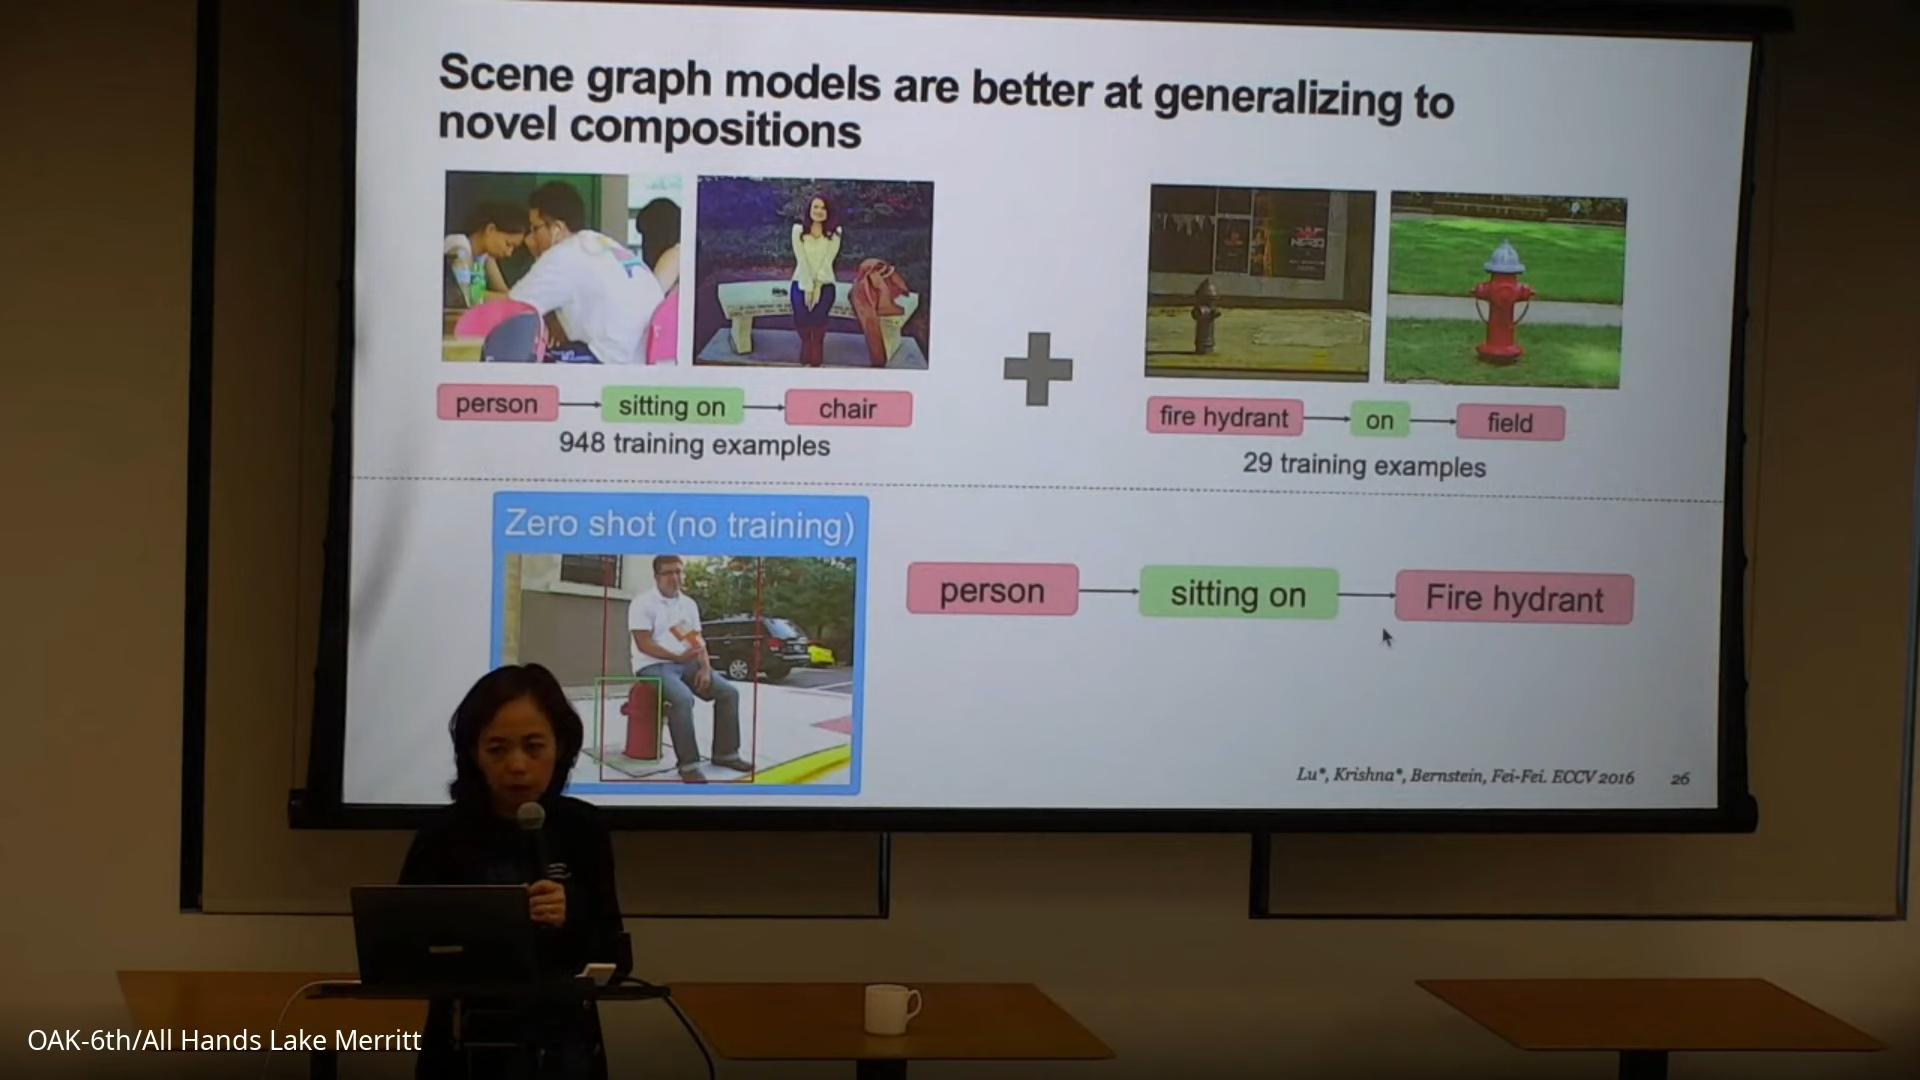 Scene graph models are better at generalizing to
novel compositions
person
sitting on
chair
948 training examples
fire hydrant
on
field
29 training examples
Zero shot (no training)
person
sitting on
Fire hydrant
Lu*, Krishna*, Bernstein, Fei-Fei. ECCV 2016
26
OAK-6th/All Hands Lake Merritt